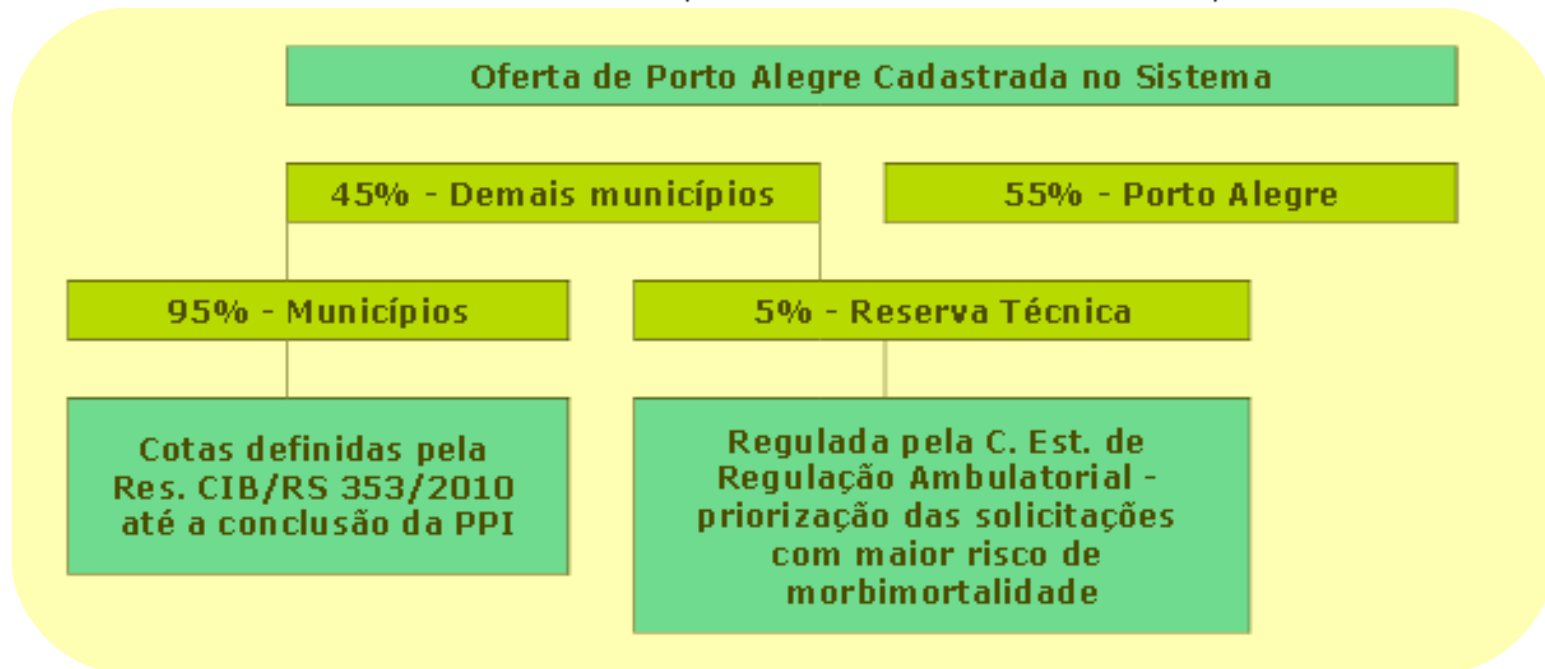 Oferta de Porto Alegre Cadastrada no Sistema
45% - Demais municípios
55% - Porto Alegre
95% - Municípios
5% - Reserva Técnica
Cotas definidas pela
Res. CIB/RS 353/2010
até a conclusão da PPI
Regulada pela C. Est. de
Regulação Ambulatorial -
priorização das solicitações
com maior risco de
morbimortalidade